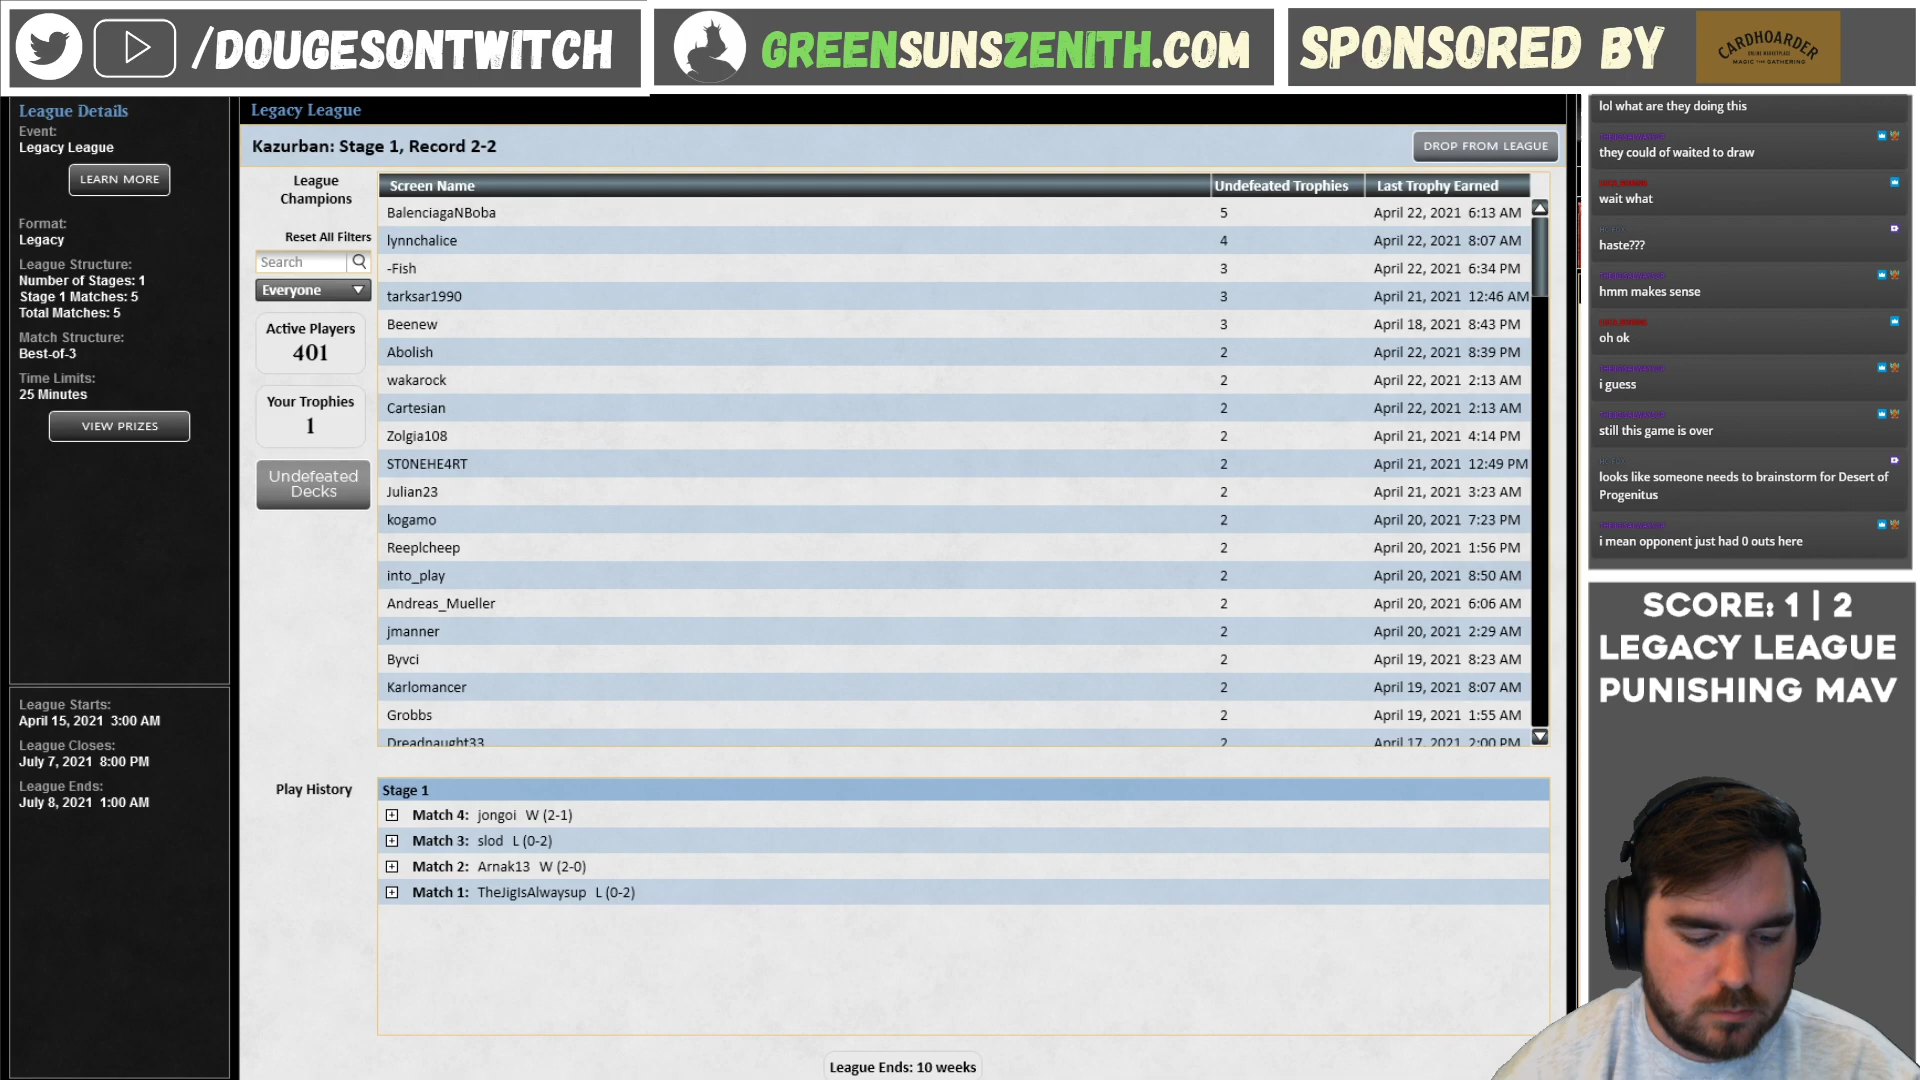 /DOUGESONTWITCH
GREENSUNSZENITH.COM
SPONSORED BY
CARDHOARDER
ONLINE MARKETPLACE
MAGIC THE GATHERING
League Details
Event:
Legacy League
LEARN MORE
Format:
Legacy
League Structure:
Number of Stages: 1
Stage 1 Matches: 5
Total Matches: 5
Match Structure:
Best-of-3
Time Limits:
25 Minutes
VIEW PRIZES
League Starts:
April 15, 2021 3:00 AM
League Closes:
July 7, 2021 8:00 PM
League Ends:
July 8, 2021 1:00 AM
Legacy League
Kazurban: Stage 1, Record 2-2
DROP FROM LEAGUE
League
Champions
Reset All Filters
Search
Everyone
Active Players
401
Your Trophies
1
Undefeated
Decks
Screen Name Undefeated Trophies Last Trophy Earned
BalenciagaNBoba 5 April 22, 2021 6:13 AM
lynnchalice 4 April 22, 2021 8:07 AM
-Fish 3 April 22, 2021 6:34 PM
tarksar1990 3 April 21, 2021 12:46 AM
Beenew 3 April 18, 2021 8:43 PM
Abolish 2 April 22, 2021 8:39 PM
wakarock 2 April 22, 2021 2:13 AM
Cartesian 2 April 22, 2021 2:13 AM
Zolgia108 2 April 21, 2021 4:14 PM
ST0NEHE4RT 2 April 21, 2021 12:49 PM
Julian23 2 April 21, 2021 3:23 AM
kogamo 2 April 20, 2021 7:23 PM
Reeplcheep 2 April 20, 2021 1:56 PM
into_play 2 April 20, 2021 8:50 AM
Andreas_Mueller 2 April 20, 2021 6:06 AM
jmanner 2 April 20, 2021 2:29 AM
Byvci 2 April 19, 2021 8:23 AM
Karlomancer 2 April 19, 2021 8:07 AM
Grobbs 2 April 19, 2021 1:55 AM
Dreadnaught33 2 April 17, 2021 2:00 PM
Play History
Stage 1
Match 4: jongoi W (2-1)
Match 3: slod L (0-2)
Match 2: Arnak13 W (2-0)
Match 1: TheJigIsAlwaysup L (0-2)
League Ends: 10 weeks
lol what are they doing this
they could of waited to draw
wait what
haste???
hmm makes sense
oh ok
i guess
still this game is over
looks like someone needs to brainstorm for Desert of
Progenitus
i mean opponent just had 0 outs here
SCORE: 1 | 2
LEGACY LEAGUE
PUNISHING MAV